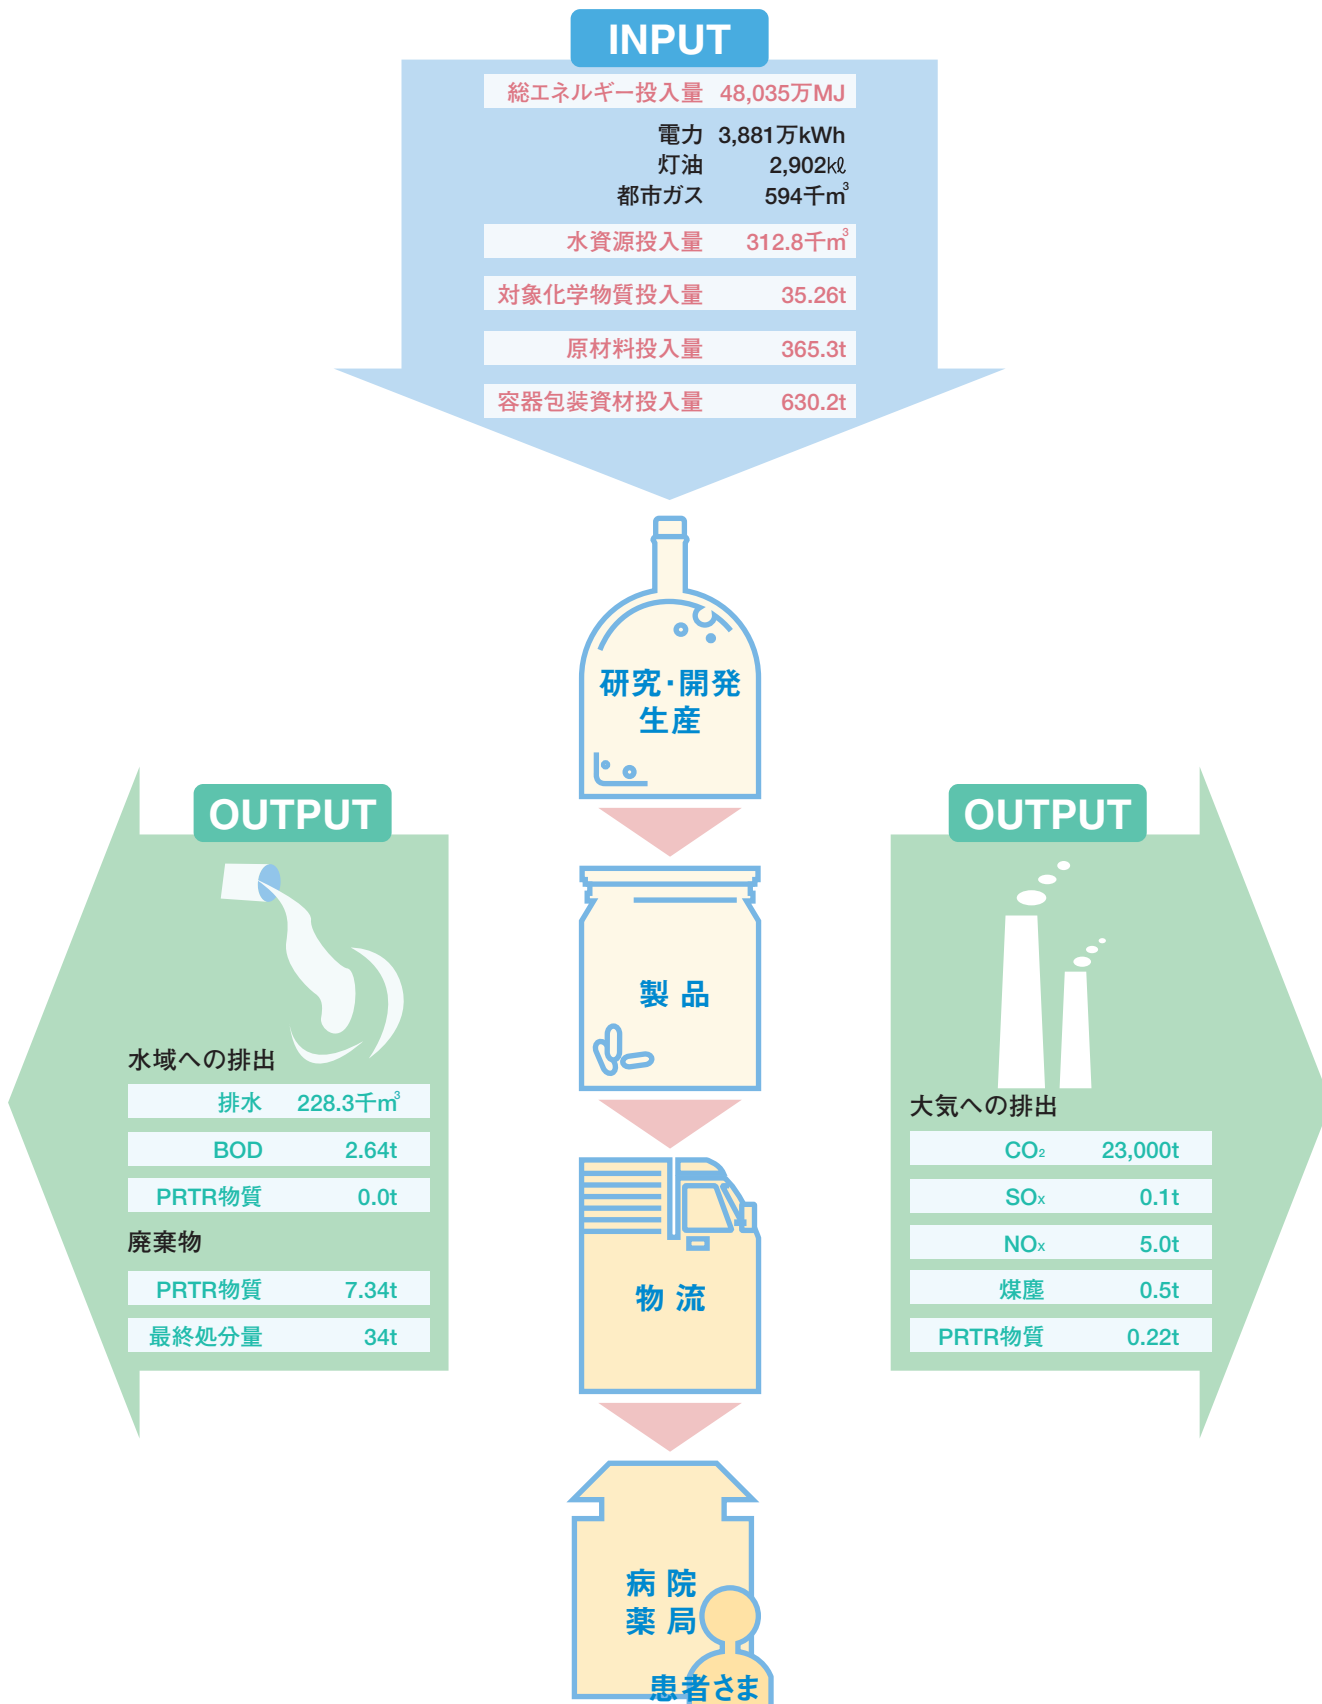 INPUT
総エネルギー投入量 48,035万MJ
電力 3,881万kWh
灯油 2,902㎘
都市ガス 594千m³
水資源投入量 312.8千m³
対象化学物質投入量 35.26t
原材料投入量 365.3t
容器包装資材投入量 630.2t
研究・開発
生産
製品
物流
病院
薬局
患者さま
OUTPUT
水域への排出
排水 228.3千m³
BOD 2.64t
PRTR物質 0.0t
廃棄物
PRTR物質 7.34t
最終処分量 34t
OUTPUT
大気への排出
CO₂ 23,000t
SOx 0.1t
NOx 5.0t
煤塵 0.5t
PRTR物質 0.22t